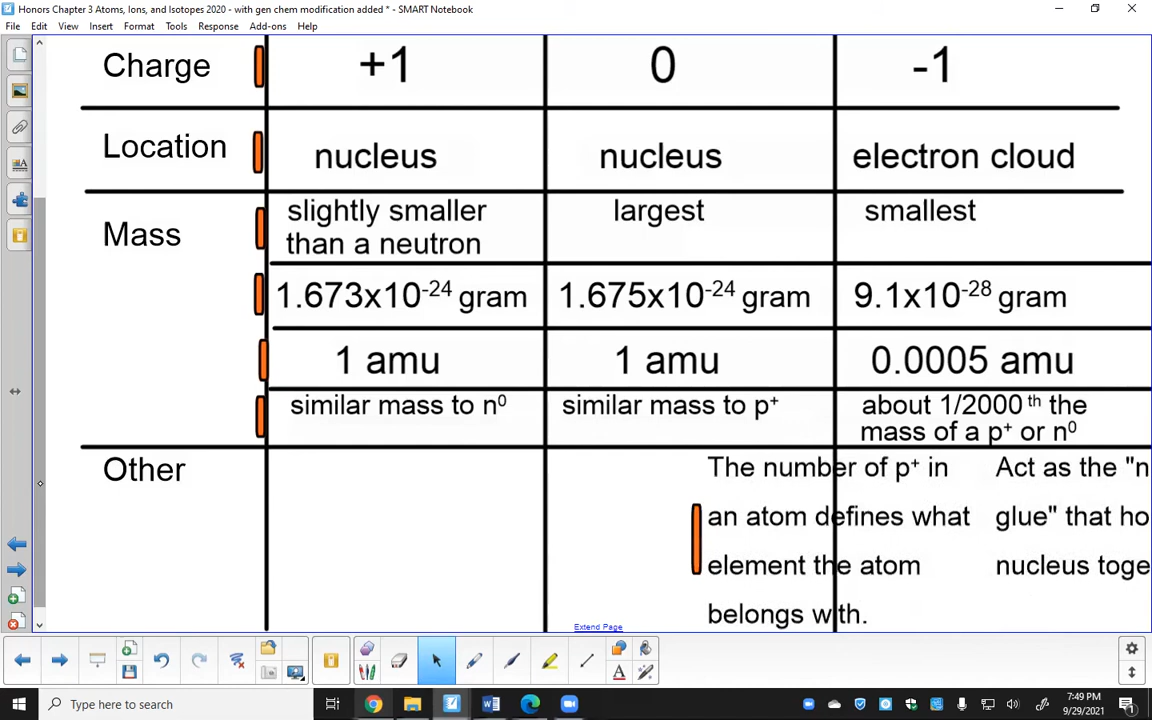 Honors Chapter 3 Atoms, Ions, and Isotopes 2020 - with gen chem modification added * - SMART Notebook
File Edit View Insert Format Tools Response Add-ons Help
Charge +1 0 -1
Location nucleus nucleus electron cloud
Mass
slightly smaller
than a neutron
largest
smallest
1.673x10⁻²⁴ gram 1.675x10⁻²⁴ gram 9.1x10⁻²⁸ gram
1 amu 1 amu 0.0005 amu
similar mass to n⁰
similar mass to p⁺
about 1/2000 th the
mass of a p⁺ or n⁰
Other
The number of p⁺ in
an atom defines what
element the atom
belongs with.
Act as the "n
glue" that ho
nucleus toge
Extend Page
Type here to search
7:49 PM
9/29/2021